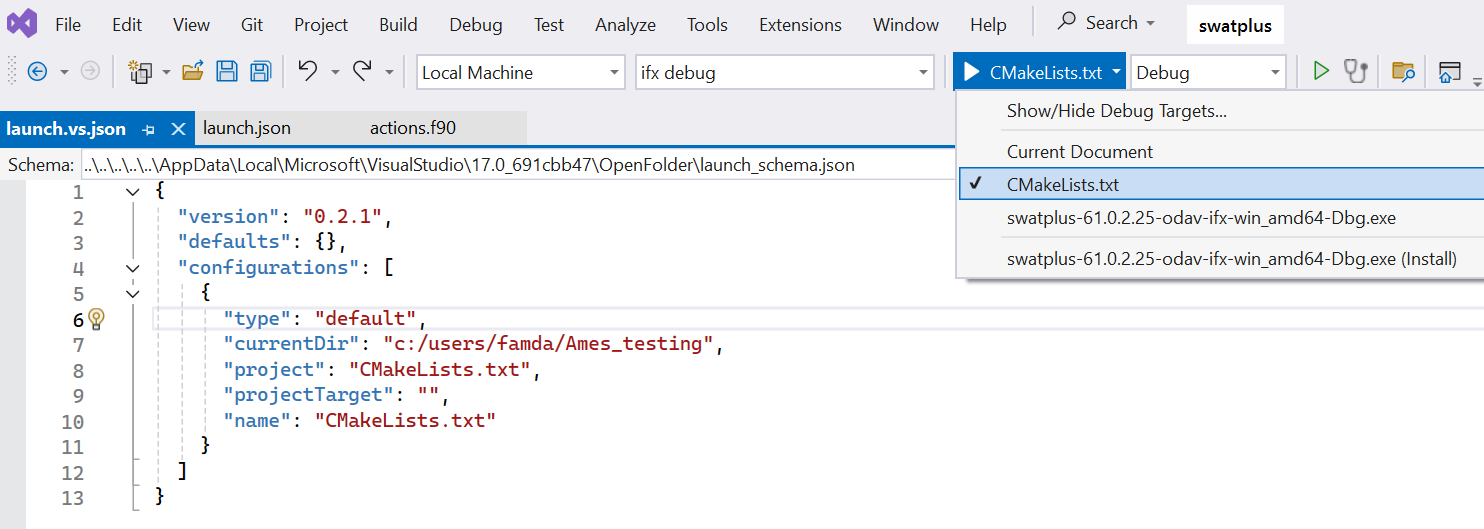 File Edit View Git Project Build Debug Test Analyze Tools Extensions Window Help Search swatplus
Local Machine ifx debug CMakeLists.txt Debug
launch.vs.json launch.json actions.f90
Schema: ..\..\..\..\..\AppData\Local\Microsoft\VisualStudio\17.0_691cbb47\OpenFolder\launch_schema.json
Show/Hide Debug Targets...
Current Document
CMakeLists.txt
swatplus-61.0.2.25-odav-ifx-win_amd64-Dbg.exe
swatplus-61.0.2.25-odav-ifx-win_amd64-Dbg.exe (Install)
1 {
2 "version": "0.2.1",
3 "defaults": {},
4 "configurations": [
5 {
6 "type": "default",
7 "currentDir": "c:/users/famda/Ames_testing",
8 "project": "CMakeLists.txt",
9 "projectTarget": "",
10 "name": "CMakeLists.txt"
11 }
12 ]
13 }